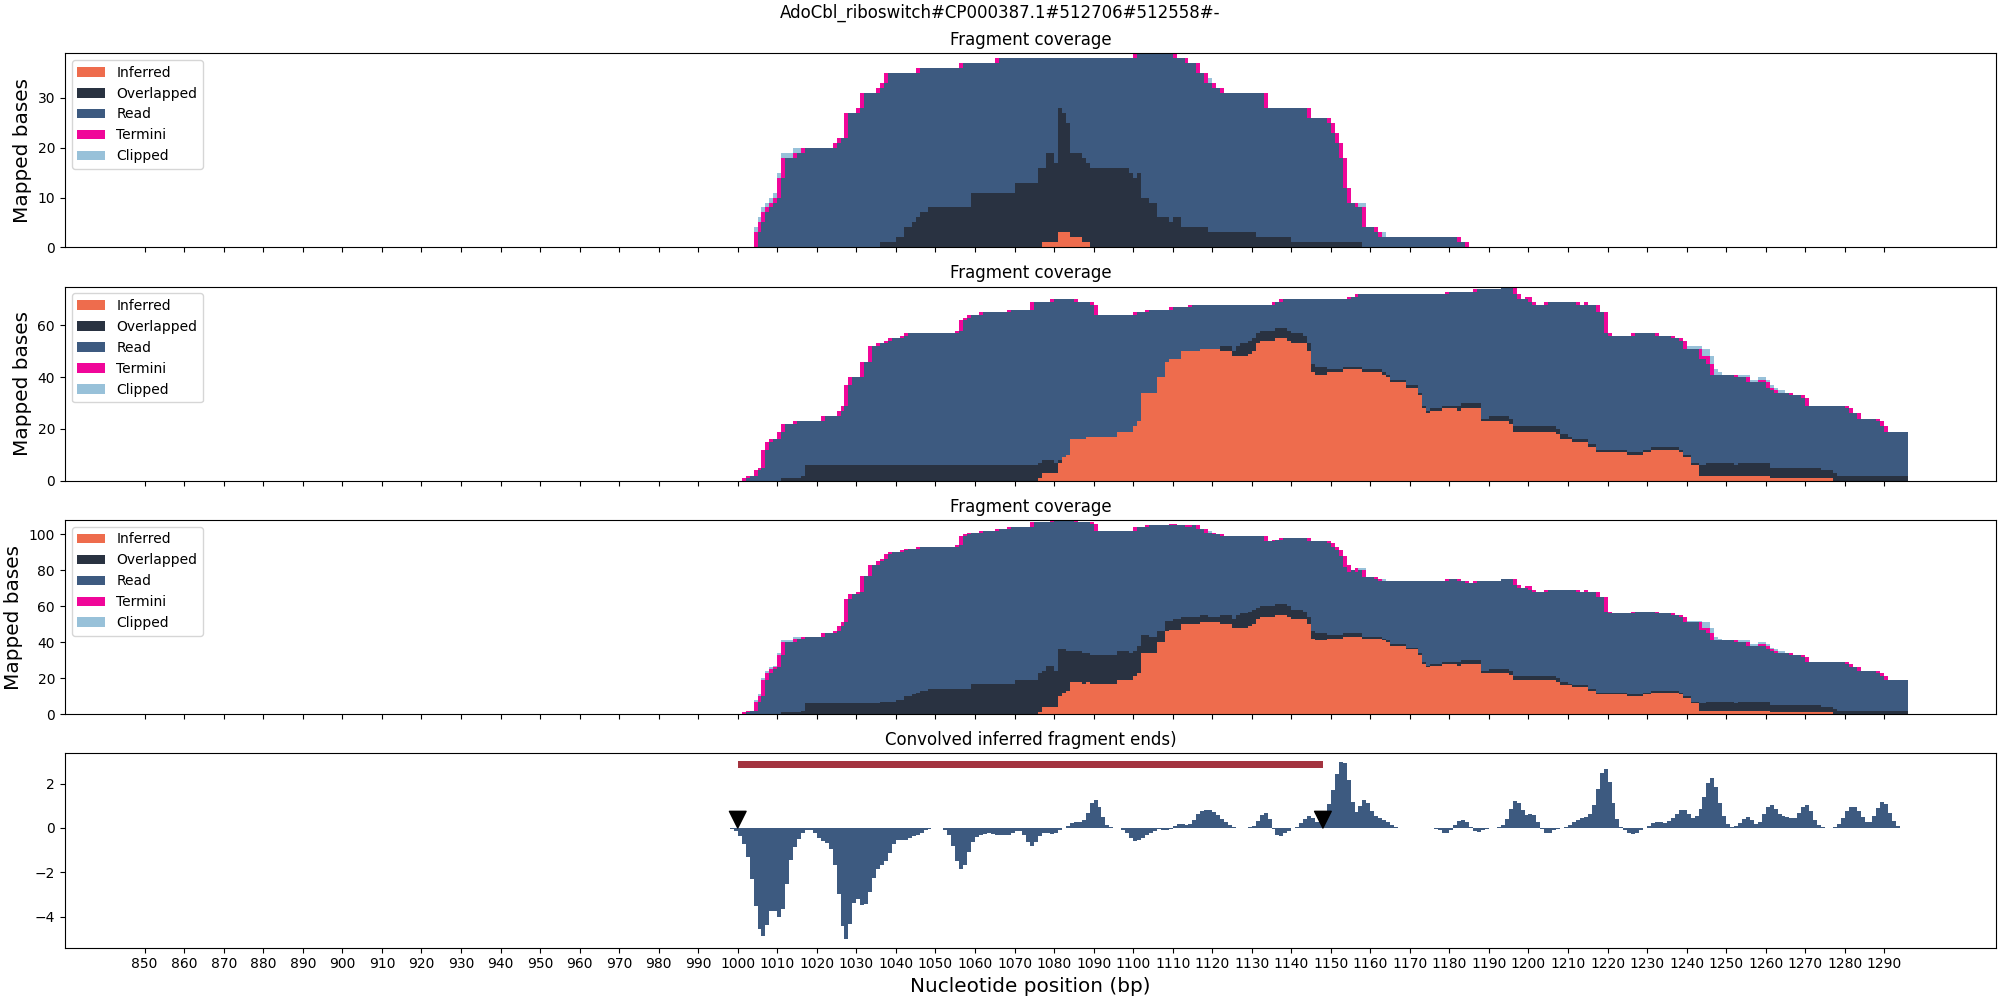 AdoCbl_riboswitch#CP000387.1#512706#512558#-
Fragment coverage
Mapped bases
30
20
10
0
Inferred
Overlapped
Read
Termini
Clipped
Fragment coverage
Mapped bases
60
40
20
0
Inferred
Overlapped
Read
Termini
Clipped
Fragment coverage
Mapped bases
100
80
60
40
20
0
Inferred
Overlapped
Read
Termini
Clipped
Convolved inferred fragment ends)
2
0
−2
−4
850 860 870 880 890 900 910 920 930 940 950 960 970 980 990 1000 1010 1020 1030 1040 1050 1060 1070 1080 1090 1100 1110 1120 1130 1140 1150 1160 1170 1180 1190 1200 1210 1220 1230 1240 1250 1260 1270 1280 1290
Nucleotide position (bp)